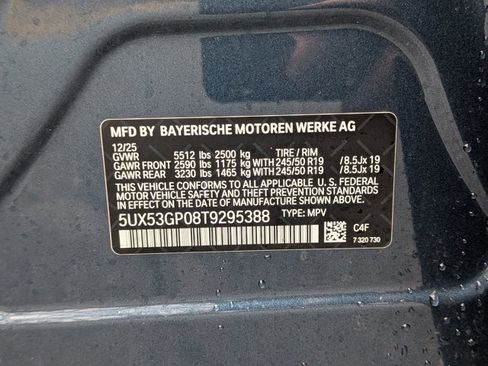 MFD BY BAYERISCHE MOTOREN WERKE AG
12/25
GVWR 5512 lbs 2500 kg TIRE / RIM
GAWR FRONT 2590 lbs 1175 kg WITH 245/50 R19 / 8.5Jx 19
GAWR REAR 3230 lbs 1465 kg WITH 245/50 R19 / 8.5Jx 19
THIS VEHICLE CONFORMS TO ALL APPLICABLE
U.S. FEDERAL MOTOR VEHICLE SAFETY, BUMPER,
AND THEFT PREVENTION STANDARDS IN EFFECT ON
THE DATE OF MANUFACTURE SHOWN ABOVE.
5UX53GP08T9295388 TYPE: MPV
C4F
7 320 730